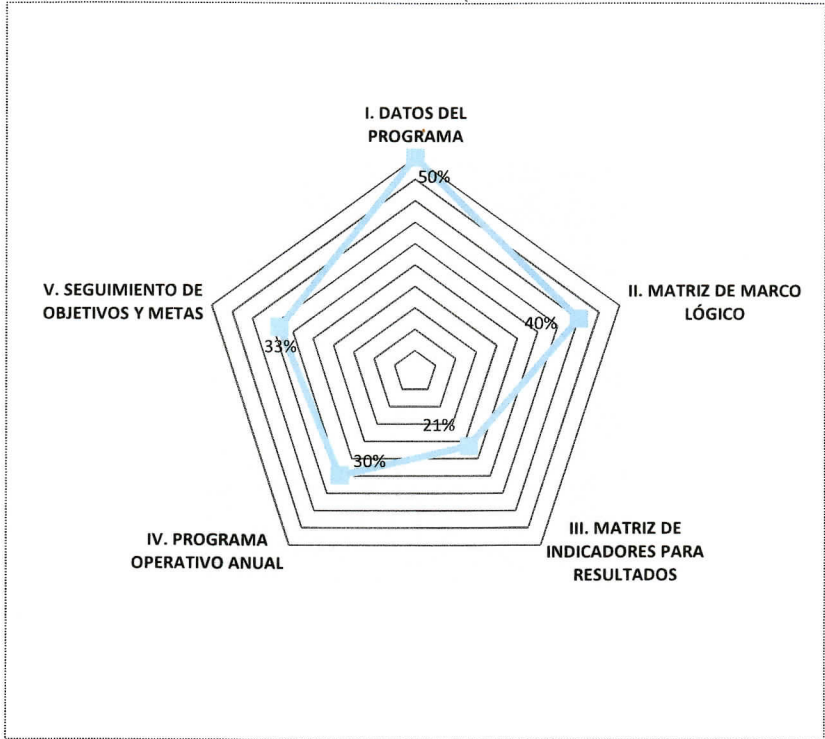 I. DATOS DEL
PROGRAMA
50%
V. SEGUIMIENTO DE
OBJETIVOS Y METAS
33%
II. MATRIZ DE MARCO
LÓGICO
40%
21%
30%
IV. PROGRAMA
OPERATIVO ANUAL
III. MATRIZ DE
INDICADORES PARA
RESULTADOS